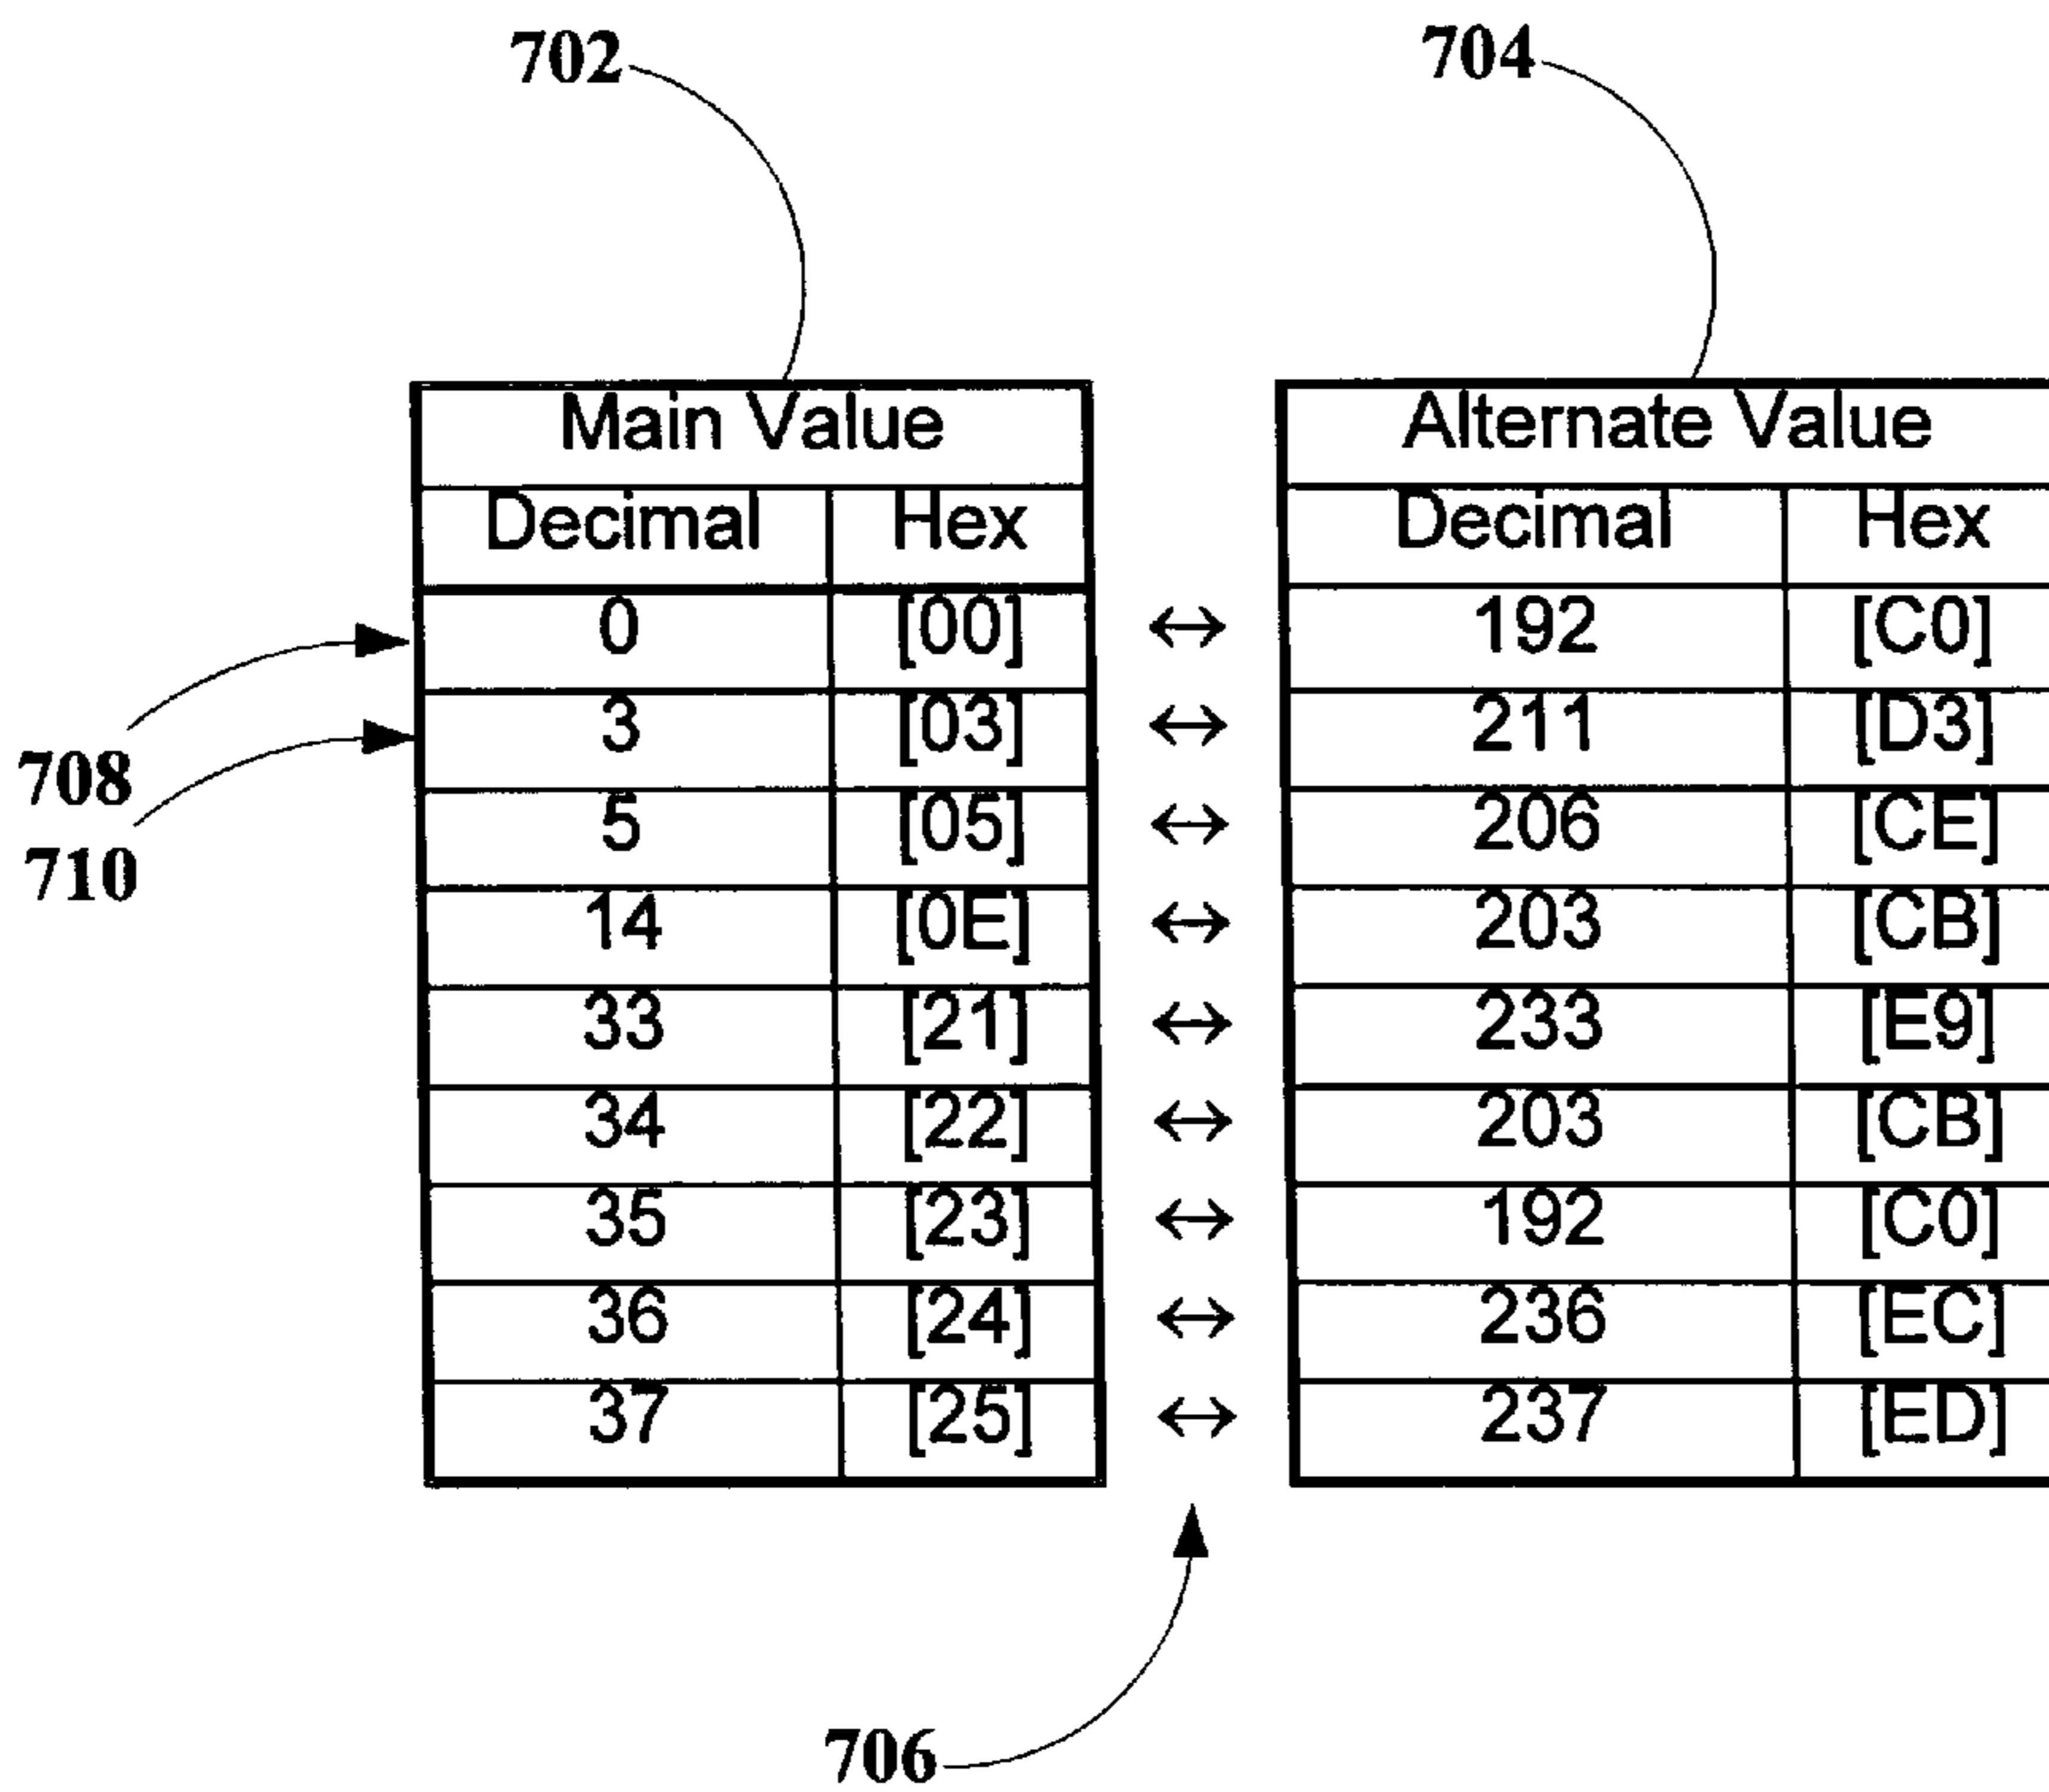 702 704
Main Value Alternate Value
Decimal Hex Decimal Hex
0 [00] ↔ 192 [C0]
3 [03] ↔ 211 [D3]
708
5 [05] ↔ 206 [CE]
710
14 [0E] ↔ 203 [CB]
33 [21] ↔ 233 [E9]
34 [22] ↔ 203 [CB]
35 [23] ↔ 192 [C0]
36 [24] ↔ 236 [EC]
37 [25] ↔ 237 [ED]
706